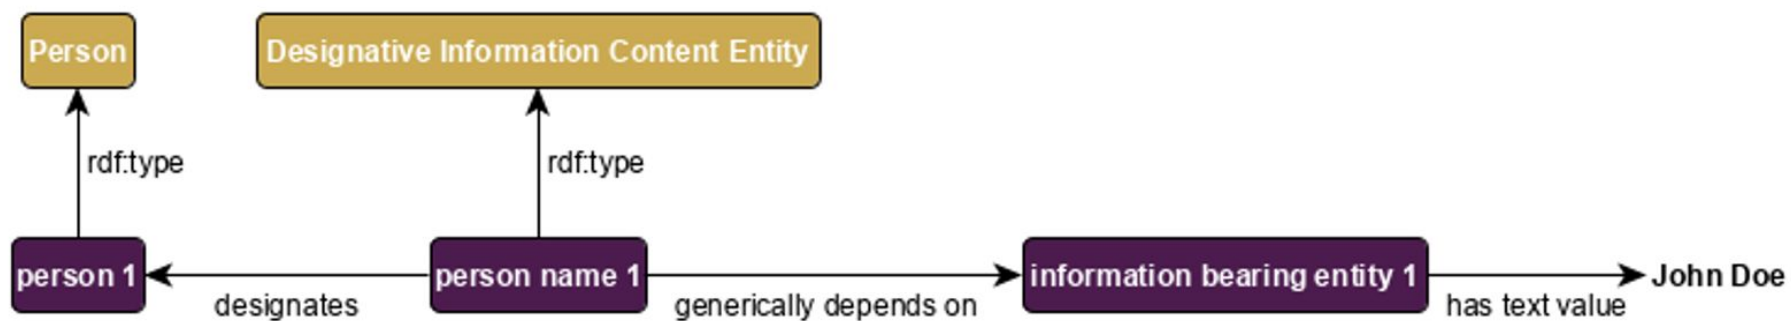 Person
Designative Information Content Entity
rdf:type
rdf:type
person 1
designates
person name 1
generically depends on
information bearing entity 1
has text value
John Doe